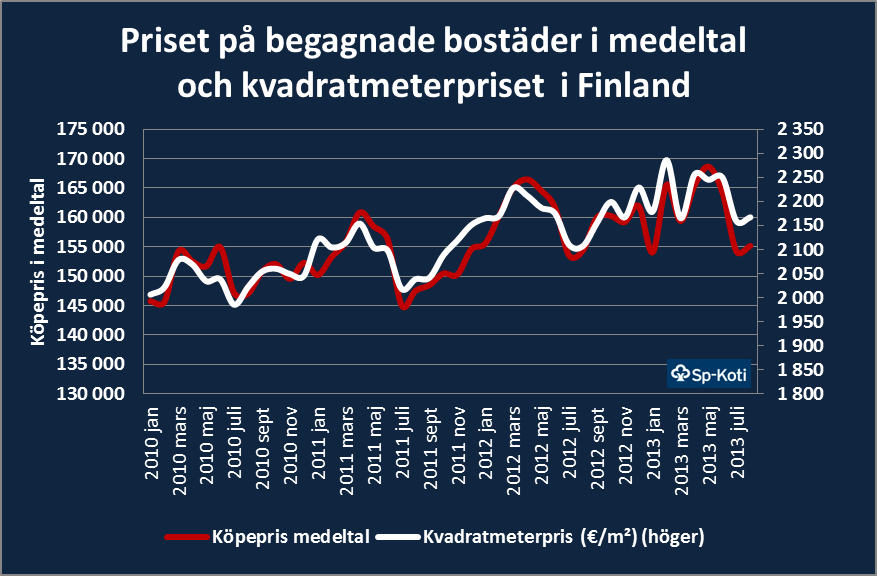 Priset på begagnade bostäder i medeltal
och kvadratmeterpriset i Finland
Köpepris i medeltal
175 000
170 000
165 000
160 000
155 000
150 000
145 000
140 000
135 000
130 000
2 350
2 300
2 250
2 200
2 150
2 100
2 050
2 000
1 950
1 900
1 850
1 800
Sp-Koti
2010 jan
2010 mars
2010 maj
2010 juli
2010 sept
2010 nov
2011 jan
2011 mars
2011 maj
2011 juli
2011 sept
2011 nov
2012 jan
2012 mars
2012 maj
2012 juli
2012 sept
2012 nov
2013 jan
2013 mars
2013 maj
2013 juli
Köpepris medeltal
Kvadratmeterpris (€/m²) (höger)